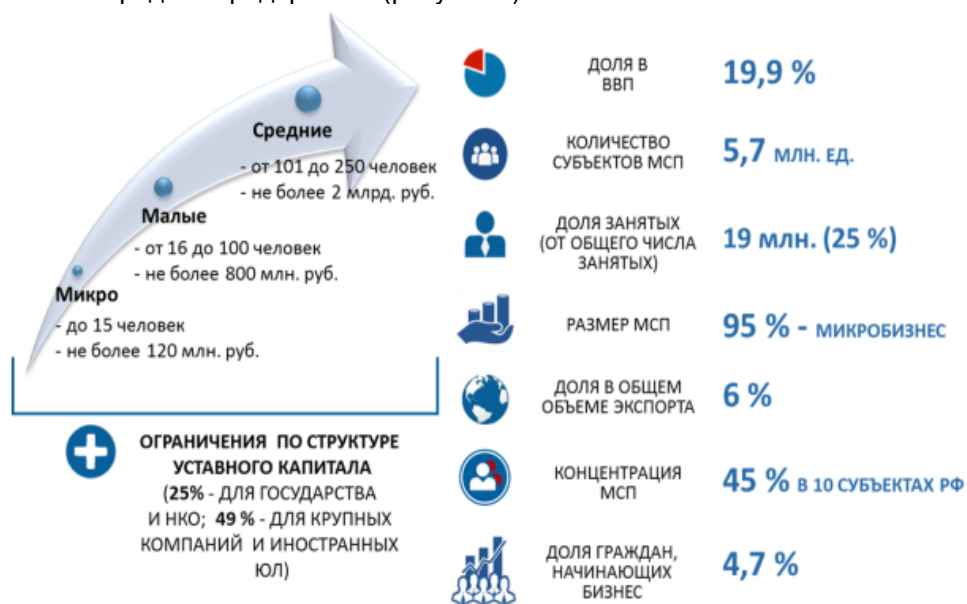 Средние
- от 101 до 250 человек
- не более 2 млрд. руб.
Малые
- от 16 до 100 человек
- не более 800 млн. руб.
Микро
- до 15 человек
- не более 120 млн. руб.
ОГРАНИЧЕНИЯ ПО СТРУКТУРЕ
УСТАВНОГО КАПИТАЛА
(25% - ДЛЯ ГОСУДАРСТВА
И НКО; 49 % - ДЛЯ КРУПНЫХ
КОМПАНИЙ И ИНОСТРАННЫХ
ЮЛ)
ДОЛЯ В
ВВП
19,9 %
КОЛИЧЕСТВО
СУБЪЕКТОВ МСП
5,7 МЛН. ЕД.
ДОЛЯ ЗАНЯТЫХ
(ОТ ОБЩЕГО ЧИСЛА
ЗАНЯТЫХ)
19 МЛН. (25 %)
РАЗМЕР МСП
95 % - МИКРОБИЗНЕС
ДОЛЯ В ОБЩЕМ
ОБЪЕМЕ ЭКСПОРТА
6 %
КОНЦЕНТРАЦИЯ
МСП
45 % В 10 СУБЪЕКТАХ РФ
ДОЛЯ ГРАЖДАН,
НАЧИНАЮЩИХ
БИЗНЕС
4,7 %